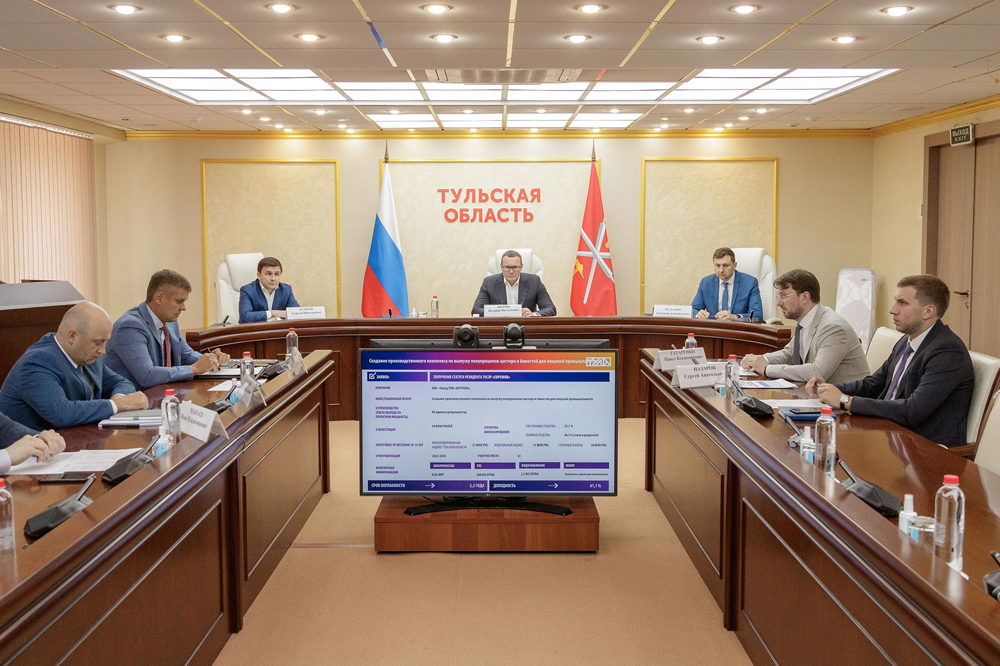 ВЫХОД
EXIT
ТУЛЬСКАЯ
ОБЛАСТЬ
ЕГОРОВ
Сергей Николаевич
ШЕРИН
Валерий Витальевич
ШАЛАМОВ
Александр Александрович
ТАТАРЕНКО
Павел Владимирович
НАЗАРОВ
Сергей Анатольевич
МАНАЕВ
Иван Владимирович
Создание производственного комплекса по выпуску полуприцепов-цистерн и ёмкостей для пищевой промышленности
ТУЛА
ЗАЯВКА: ПОЛУЧЕНИЕ СТАТУСА РЕЗИДЕНТА ТОСЭР «ЕФРЕМОВ»
КОМПАНИЯ ООО «Завод СПМ «БЕРГХЕЛЬ»
ИНВЕСТИЦИОННЫЙ ПРОЕКТ Создание производственного комплекса по выпуску полуприцепов-цистерн и ёмкостей для пищевой промышленности
V ПРОИЗВОДСТВА
(ПОСЛЕ ВЫХОДА НА
ПРОЕКТНУЮ МОЩНОСТЬ)
96 единиц продукции/год
V ИНВЕСТИЦИЙ 38 МЛН РУБЛЕЙ
СТРУКТУРА
ФИНАНСИРОВАНИЯ
СОБСТВЕННЫЕ СРЕДСТВА: 53,7 %
ЗАЕМНЫЕ СРЕДСТВА: 46,3 % (заем учредителя)
НАЛОГОВЫЕ ОТЧИСЛЕНИЯ ЗА 10 ЛЕТ
КОНСОЛИДИРОВАННЫЙ
БЮДЖЕТ ТУЛЬСКОЙ ОБЛАСТИ
21 МЛН РУБ. ФЕДЕРАЛЬНЫЙ БЮДЖЕТ 51 МЛН РУБ. СТРАХОВЫЕ ВЗНОСЫ 38 МЛН РУБ.
СРОК РЕАЛИЗАЦИИ 2022-2038 РАБОЧИЕ МЕСТА 33
ИНЖЕНЕРНЫЕ
КОММУНИКАЦИИ
ЭЛЕКТРИЧЕСТВО ГАЗ ВОДОСНАБЖЕНИЕ ЗЕМЛЯ
0,05 МВТ 300 М3/СУТКИ 2,2 М3/СУТКИ Выкуплено здание для производства
СРОК ОКУПАЕМОСТИ 3,2 ГОДА ДОХОДНОСТЬ 61,1 %
LG